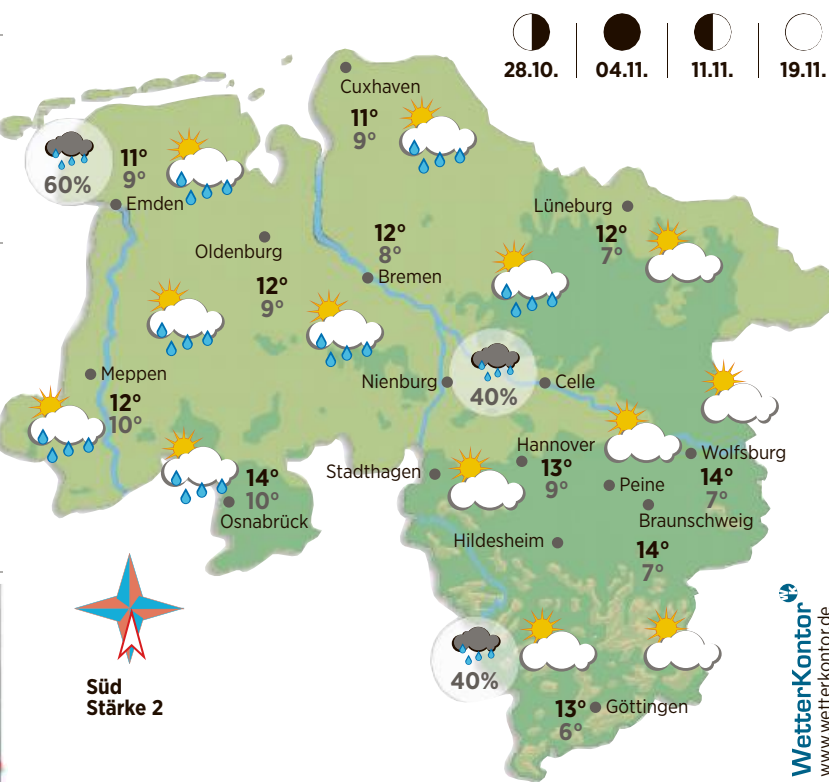 28.10.
04.11.
11.11.
19.11.
Cuxhaven
11°
9°
60%
11°
9°
Emden
Lüneburg
12°
7°
Oldenburg
12°
9°
12°
8°
Bremen
Meppen
12°
10°
Nienburg
40%
Celle
Stadthagen
Hannover
13°
9°
Wolfsburg
14°
7°
Peine
Braunschweig
14°
7°
14°
10°
Osnabrück
Hildesheim
Süd
Stärke 2
40%
13°
6°
Göttingen
WetterKontor
www.wetterkontor.de